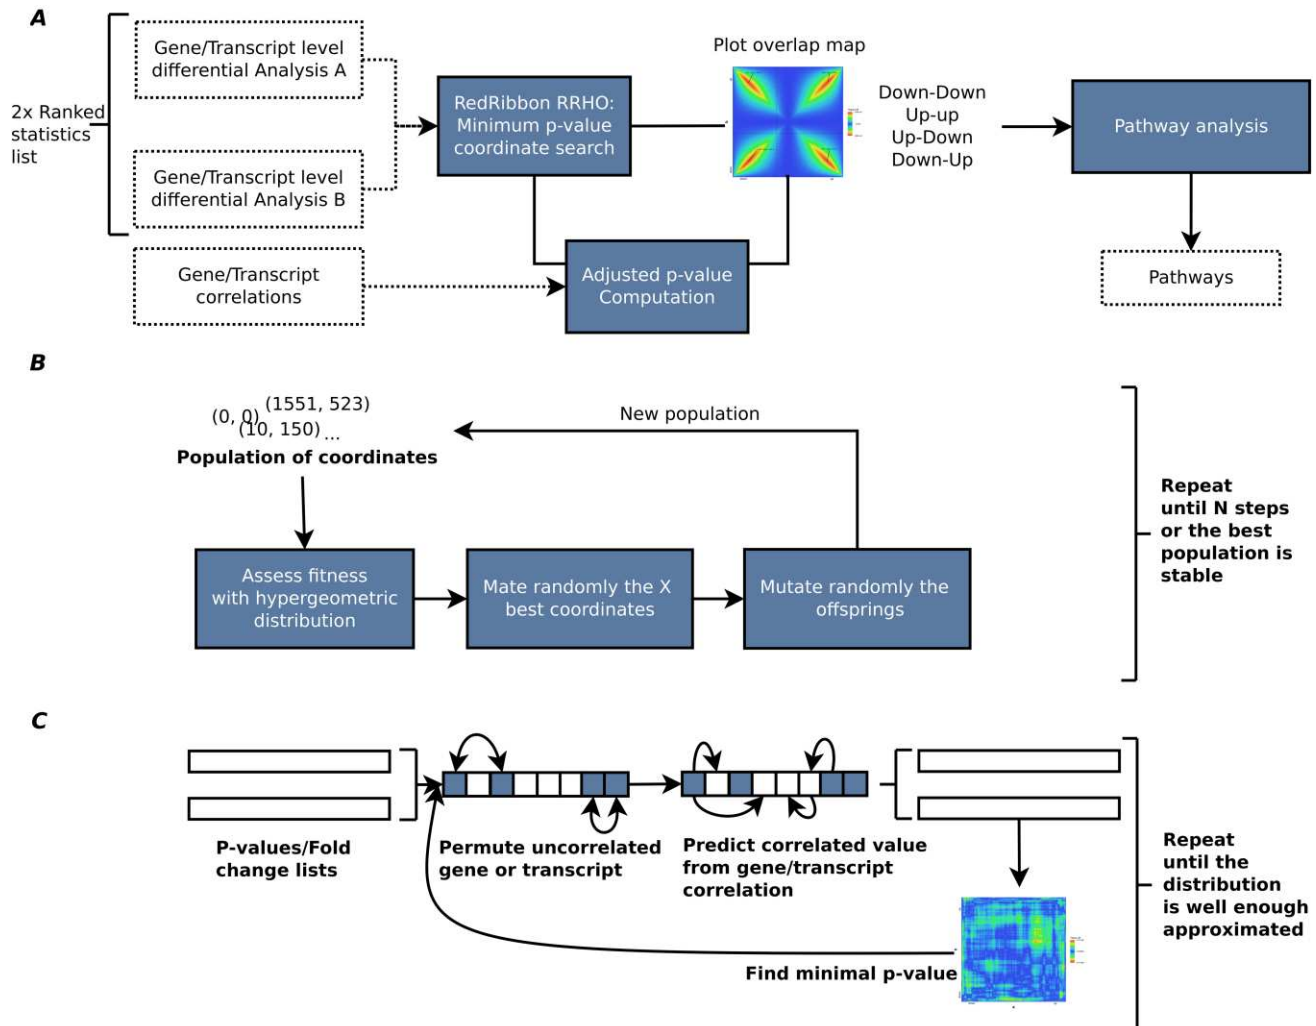 A
2x Ranked
statistics
list
Gene/Transcript level
differential Analysis A
Gene/Transcript level
differential Analysis B
Gene/Transcript
correlations
RedRibbon RRHO:
Minimum p-value
coordinate search
Adjusted p-value
Computation
Plot overlap map
Down-Down
Up-up
Up-Down
Down-Up
Pathway analysis
Pathways
B
(0, 0)
(1551, 523)
(10, 150)
...
Population of coordinates
New population
Assess fitness
with hypergeometric
distribution
Mate randomly the X
best coordinates
Mutate randomly the
offsprings
Repeat
until N steps
or the best
population is
stable
C
P-values/Fold
change lists
Permute uncorrelated
gene or transcript
Predict correlated value
from gene/transcript
correlation
Find minimal p-value
Repeat
until the
distribution
is well enough
approximated